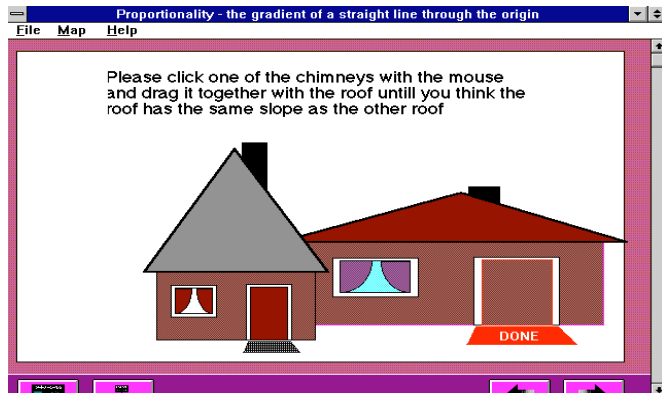 Proportionality - the gradient of a straight line through the origin
File Map Help
Please click one of the chimneys with the mouse
and drag it together with the roof untill you think the
roof has the same slope as the other roof
DONE